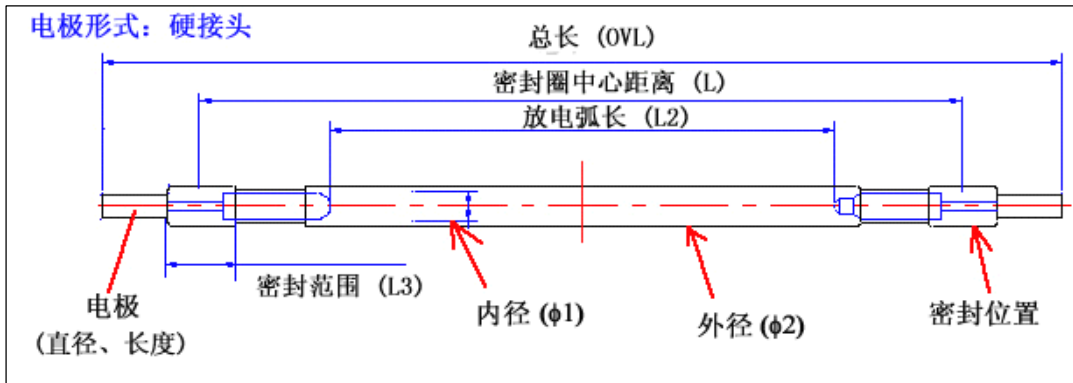 电极形式：硬接头
总长 (OVL)
密封圈中心距离 (L)
放电弧长 (L2)
密封范围 (L3)
电极
(直径、长度)
内径 (ϕ1)
外径 (ϕ2)
密封位置